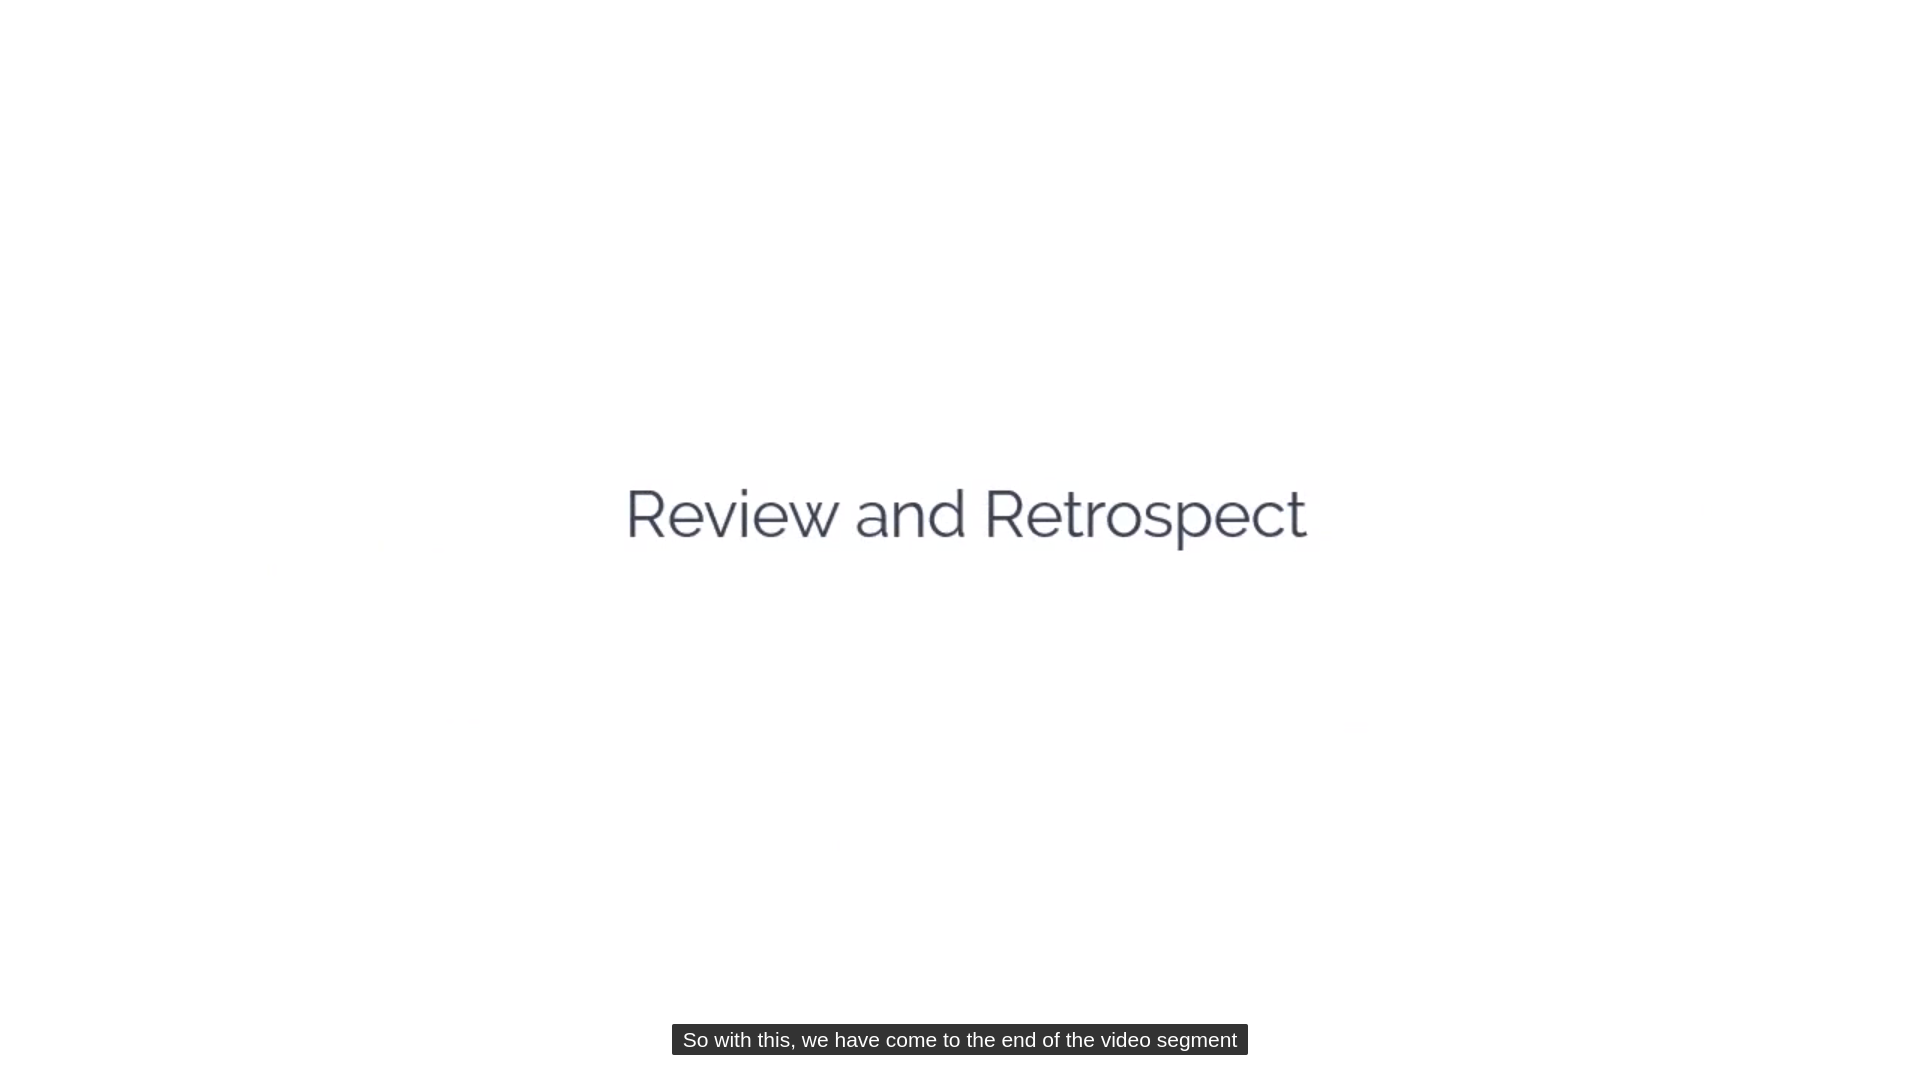 Review and Retrospect
So with this, we have come to the end of the video segment